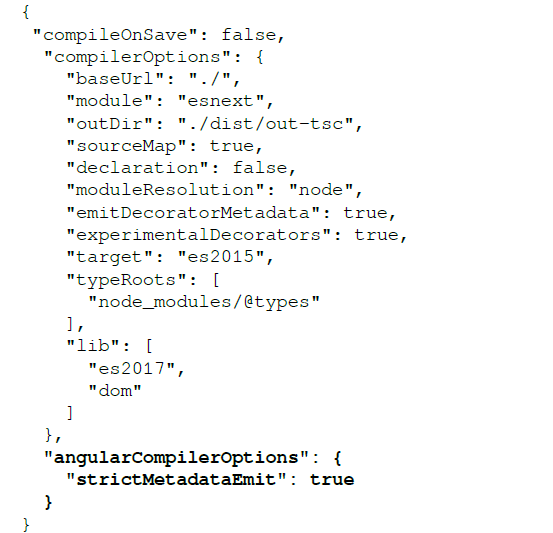 {
 "compileOnSave": false,
  "compilerOptions": {
    "baseUrl": "./",
    "module": "esnext",
    "outDir": "./dist/out-tsc",
    "sourceMap": true,
    "declaration": false,
    "moduleResolution": "node",
    "emitDecoratorMetadata": true,
    "experimentalDecorators": true,
    "target": "es2015",
    "typeRoots": [
      "node_modules/@types"
    ],
    "lib": [
      "es2017",
      "dom"
    ]
  },
  "angularCompilerOptions": {
    "strictMetadataEmit": true
  }
}